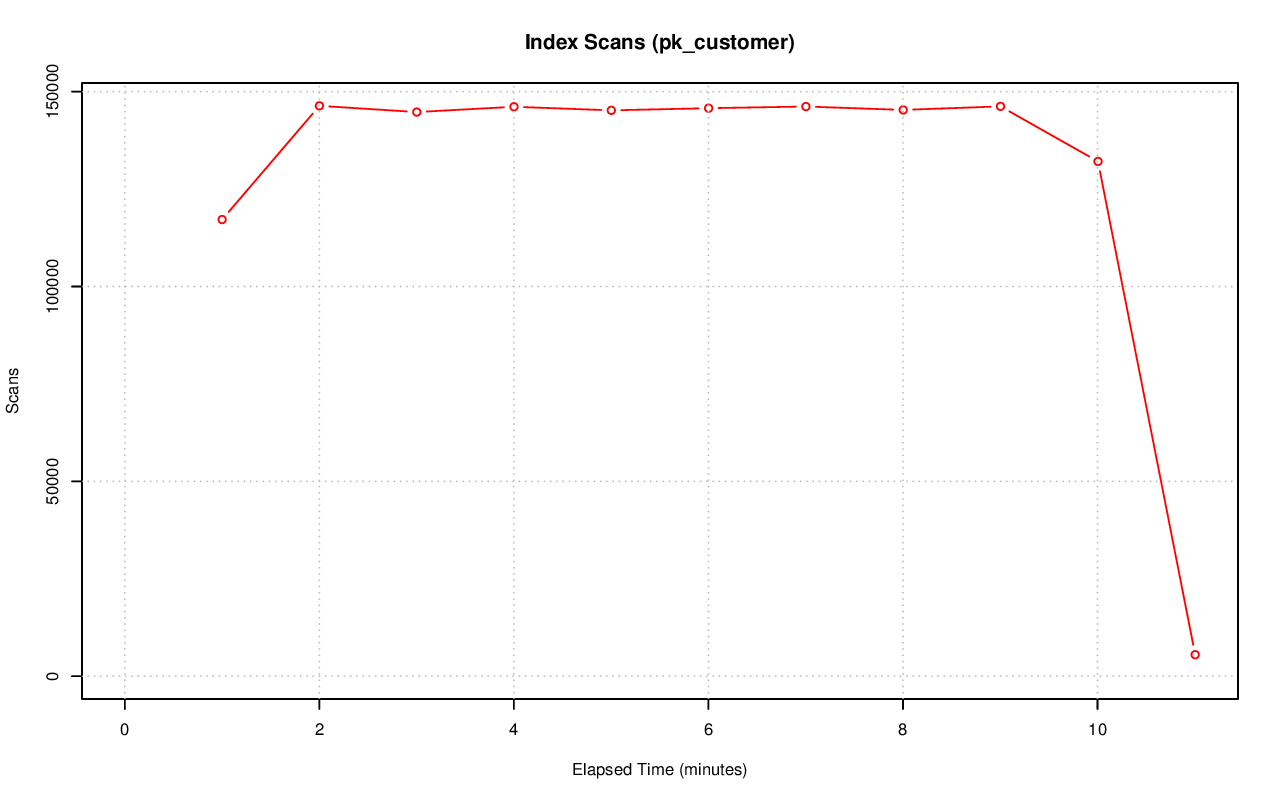 Index Scans (pk_customer)
Scans
150000
100000
50000
0
0 2 4 6 8 10
Elapsed Time (minutes)